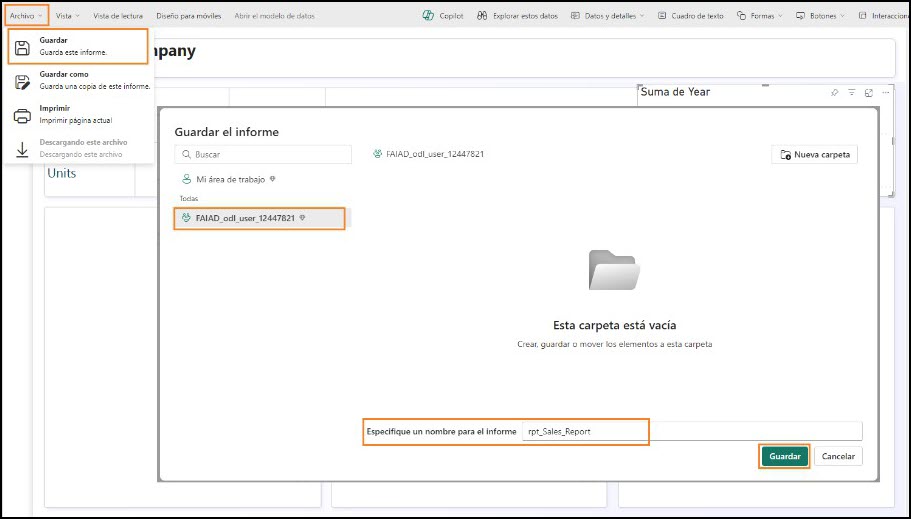 Archivo Vista Vista de lectura Diseño para móviles Abrir el modelo de datos Copilot Explorar estos datos Datos y detalles Cuadro de texto Formas Botones Interaccione
Guardar
Guarda este informe.
Guardar como
Guarda una copia de este informe.
Imprimir
Imprimir página actual
Descargando este archivo
Descargando este archivo
mpany
Suma de Year
Units
Guardar el informe
Buscar
FAIAD_odl_user_12447821
Nueva carpeta
Mi área de trabajo
Todas
FAIAD_odl_user_12447821
Esta carpeta está vacía
Crear, guardar o mover los elementos a esta carpeta
Especifique un nombre para el informe rpt_Sales_Report
Guardar Cancelar